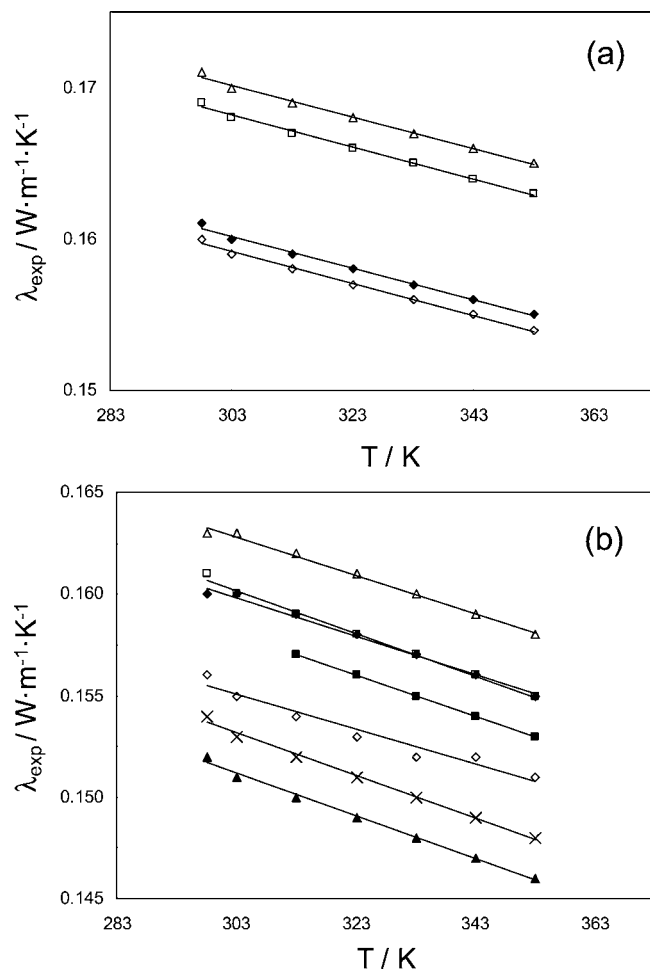 (a)
0.17
0.16
0.15
λexp / W·m-1·K-1
283 303 323 343 363
T / K
(b)
0.165
0.160
0.155
0.150
0.145
λexp / W·m-1·K-1
283 303 323 343 363
T / K